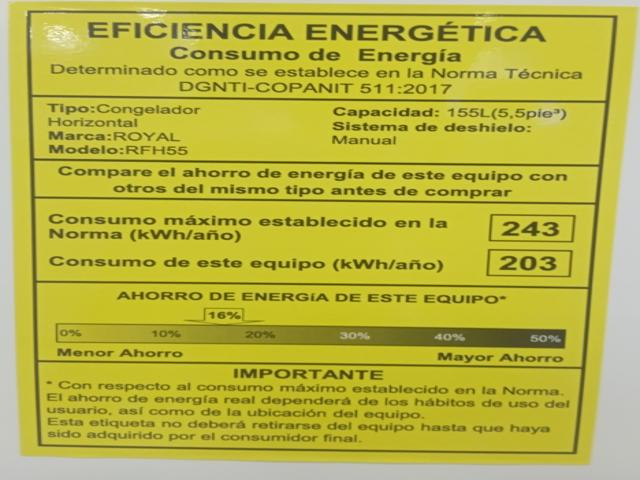 EFICIENCIA ENERGÉTICA
Consumo de Energía
Determinado como se establece en la Norma Técnica
DGNTI-COPANIT 511:2017
Tipo:Congelador
Horizontal
Marca:ROYAL
Modelo:RFH55
Capacidad: 155L(5,5pie³)
Sistema de deshielo:
Manual
Compare el ahorro de energía de este equipo con
otros del mismo tipo antes de comprar
Consumo máximo establecido en la
Norma (kWh/año)
243
Consumo de este equipo (kWh/año)
203
AHORRO DE ENERGíA DE ESTE EQUIPO*
16%
0% 10% 20% 30% 40% 50%
Menor Ahorro Mayor Ahorro
IMPORTANTE
* Con respecto al consumo máximo establecido en la Norma.
El ahorro de energía real dependerá de los hábitos de uso del
usuario, así como de la ubicación del equipo.
Esta etiqueta no deberá retirarse del equipo hasta que haya
sido adquirido por el consumidor final.